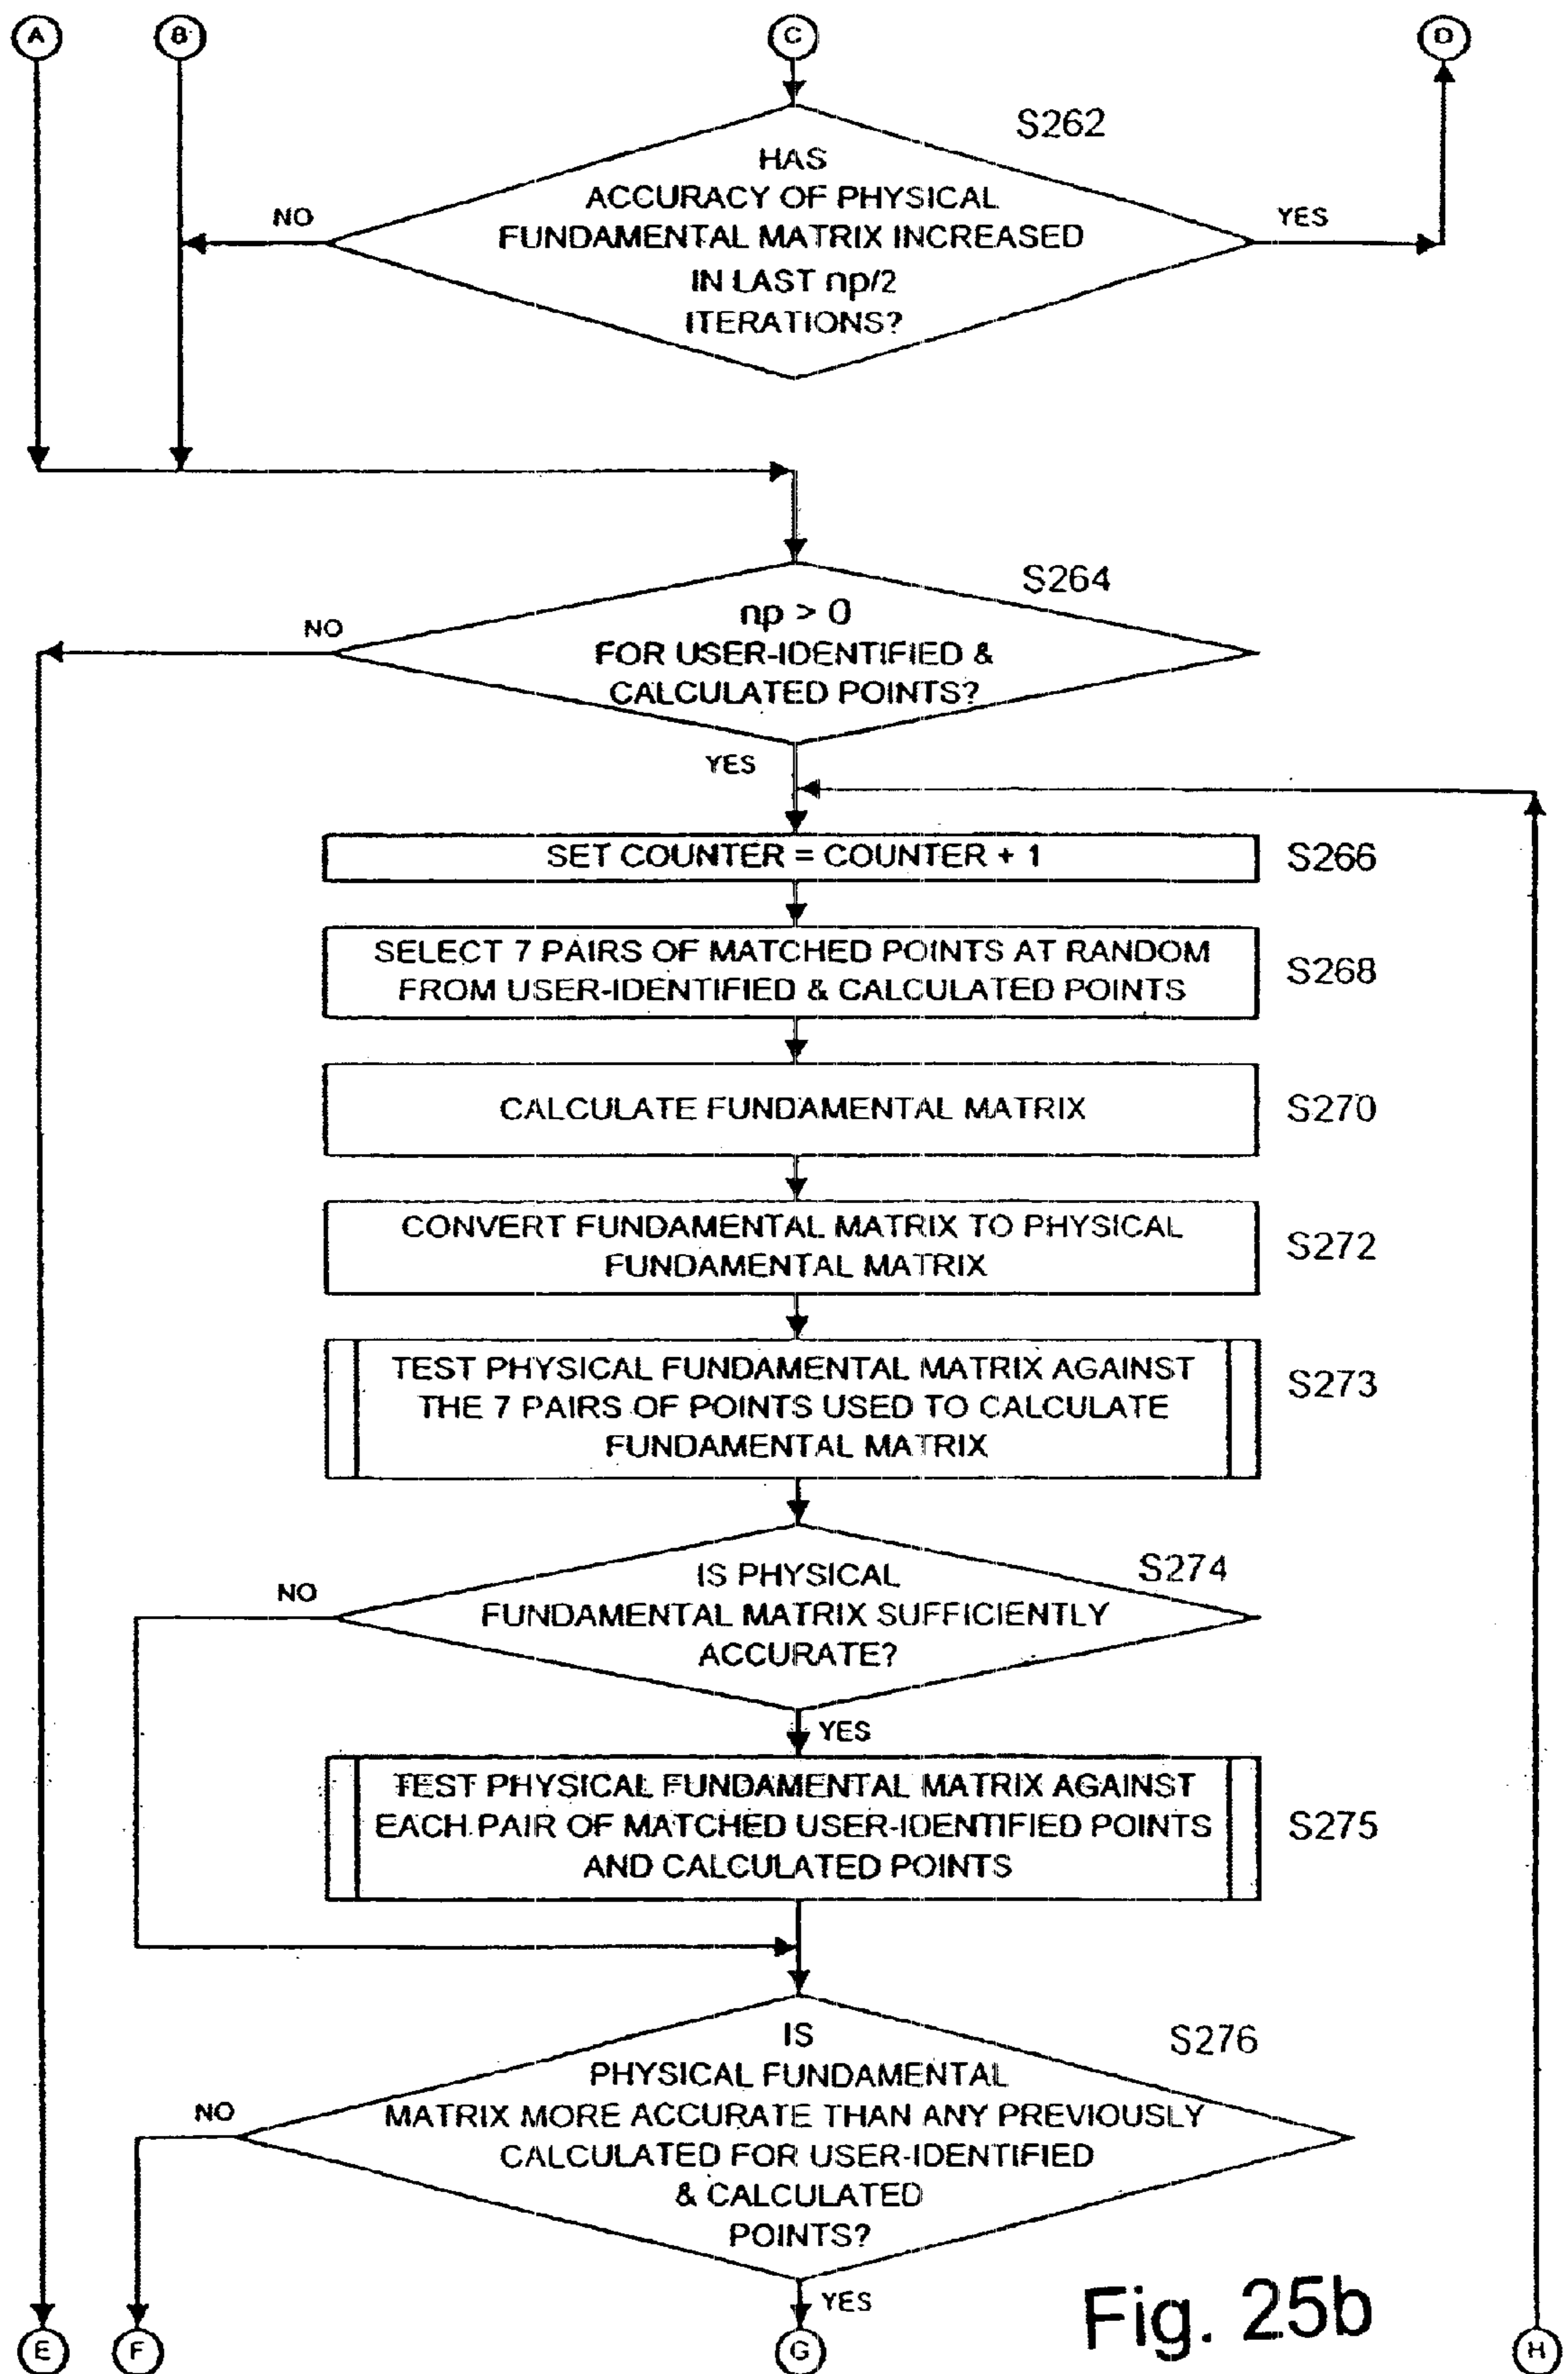 A B C D
S262
HAS
ACCURACY OF PHYSICAL
FUNDAMENTAL MATRIX INCREASED
IN LAST np/2
ITERATIONS?
NO
YES
S264
np > 0
FOR USER-IDENTIFIED &
CALCULATED POINTS?
NO
YES
SET COUNTER = COUNTER + 1
S266
SELECT 7 PAIRS OF MATCHED POINTS AT RANDOM
FROM USER-IDENTIFIED & CALCULATED POINTS
S268
CALCULATE FUNDAMENTAL MATRIX
S270
CONVERT FUNDAMENTAL MATRIX TO PHYSICAL
FUNDAMENTAL MATRIX
S272
TEST PHYSICAL FUNDAMENTAL MATRIX AGAINST
THE 7 PAIRS OF POINTS USED TO CALCULATE
FUNDAMENTAL MATRIX
S273
S274
IS PHYSICAL
FUNDAMENTAL MATRIX SUFFICIENTLY
ACCURATE?
NO
YES
TEST PHYSICAL FUNDAMENTAL MATRIX AGAINST
EACH PAIR OF MATCHED USER-IDENTIFIED POINTS
AND CALCULATED POINTS
S275
S276
IS
PHYSICAL FUNDAMENTAL
MATRIX MORE ACCURATE THAN ANY PREVIOUSLY
CALCULATED FOR USER-IDENTIFIED
& CALCULATED
POINTS?
NO
YES
E F G H
Fig. 25b